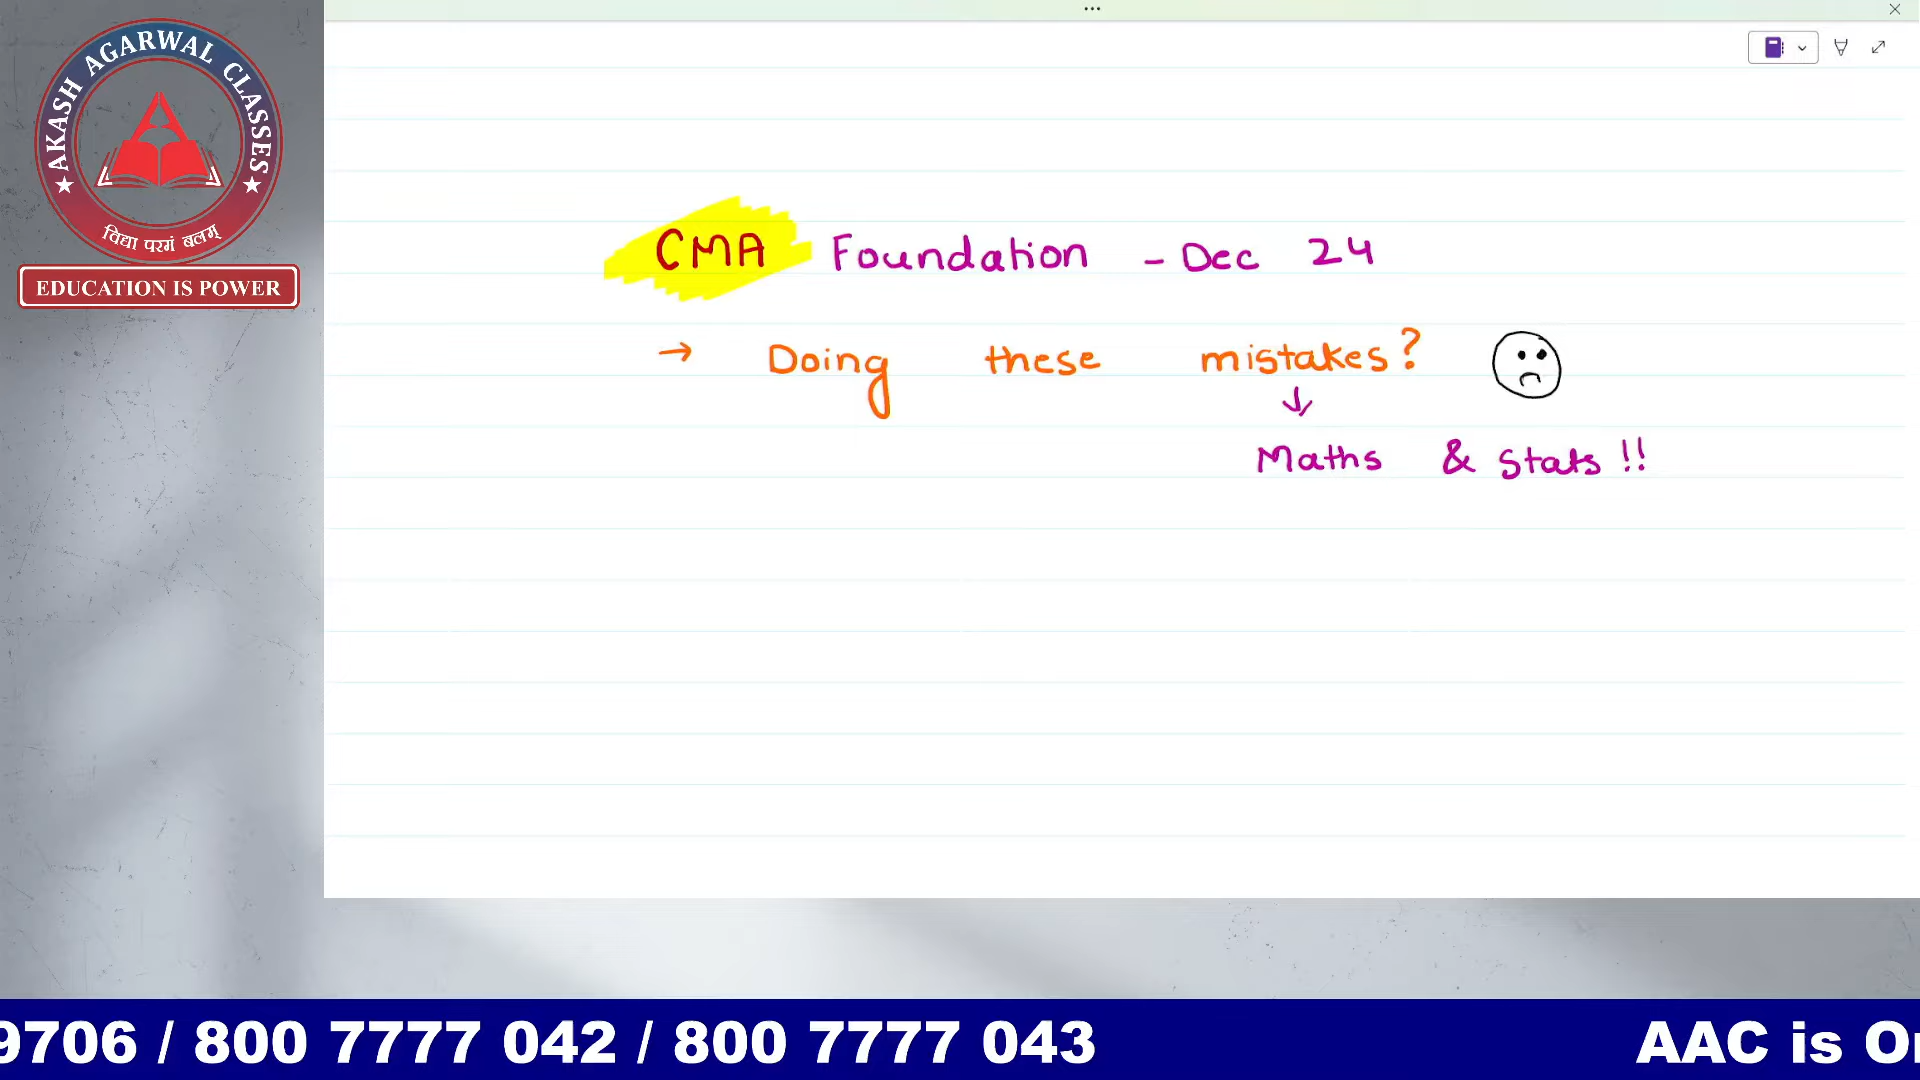 AKASH AGARWAL CLASSES
विद्या परमं बलम्
EDUCATION IS POWER
CMA Foundation - Dec 24
→ Doing these mistakes?
↓
Maths & Stats !!
9706 / 800 7777 042 / 800 7777 043
AAC is